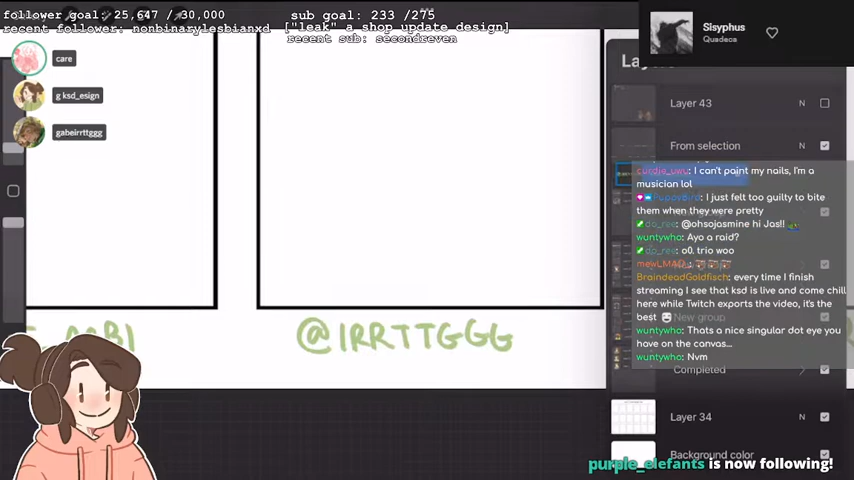 follower goal: 25,647 / 30,000
recent follower: nonbinarylesbianxd
sub goal: 233 /275
["leak" a shop update design]
recent sub: secondreven
Sisyphus
Quadeca
care
g ksd_esign
gabeirrttggg
Layer 43
N
From selection
N
curdie_uwu: I can't paint my nails, I'm a
musician lol
I just felt too guilty to bite
them when they were pretty
@ohsojasmine hi Jas!!
wuntywho: Ayo a raid?
o0. trio woo
mewLMAO:
BraindeadGoldfisch: every time I finish
streaming I see that ksd is live and come chill
here while Twitch exports the video, it's the
best
New group
wuntywho: Thats a nice singular dot eye you
have on the canvas...
wuntywho: Nvm
Completed
@IRRTTGGG
Layer 34
N
Background color
purple_elefants is now following!